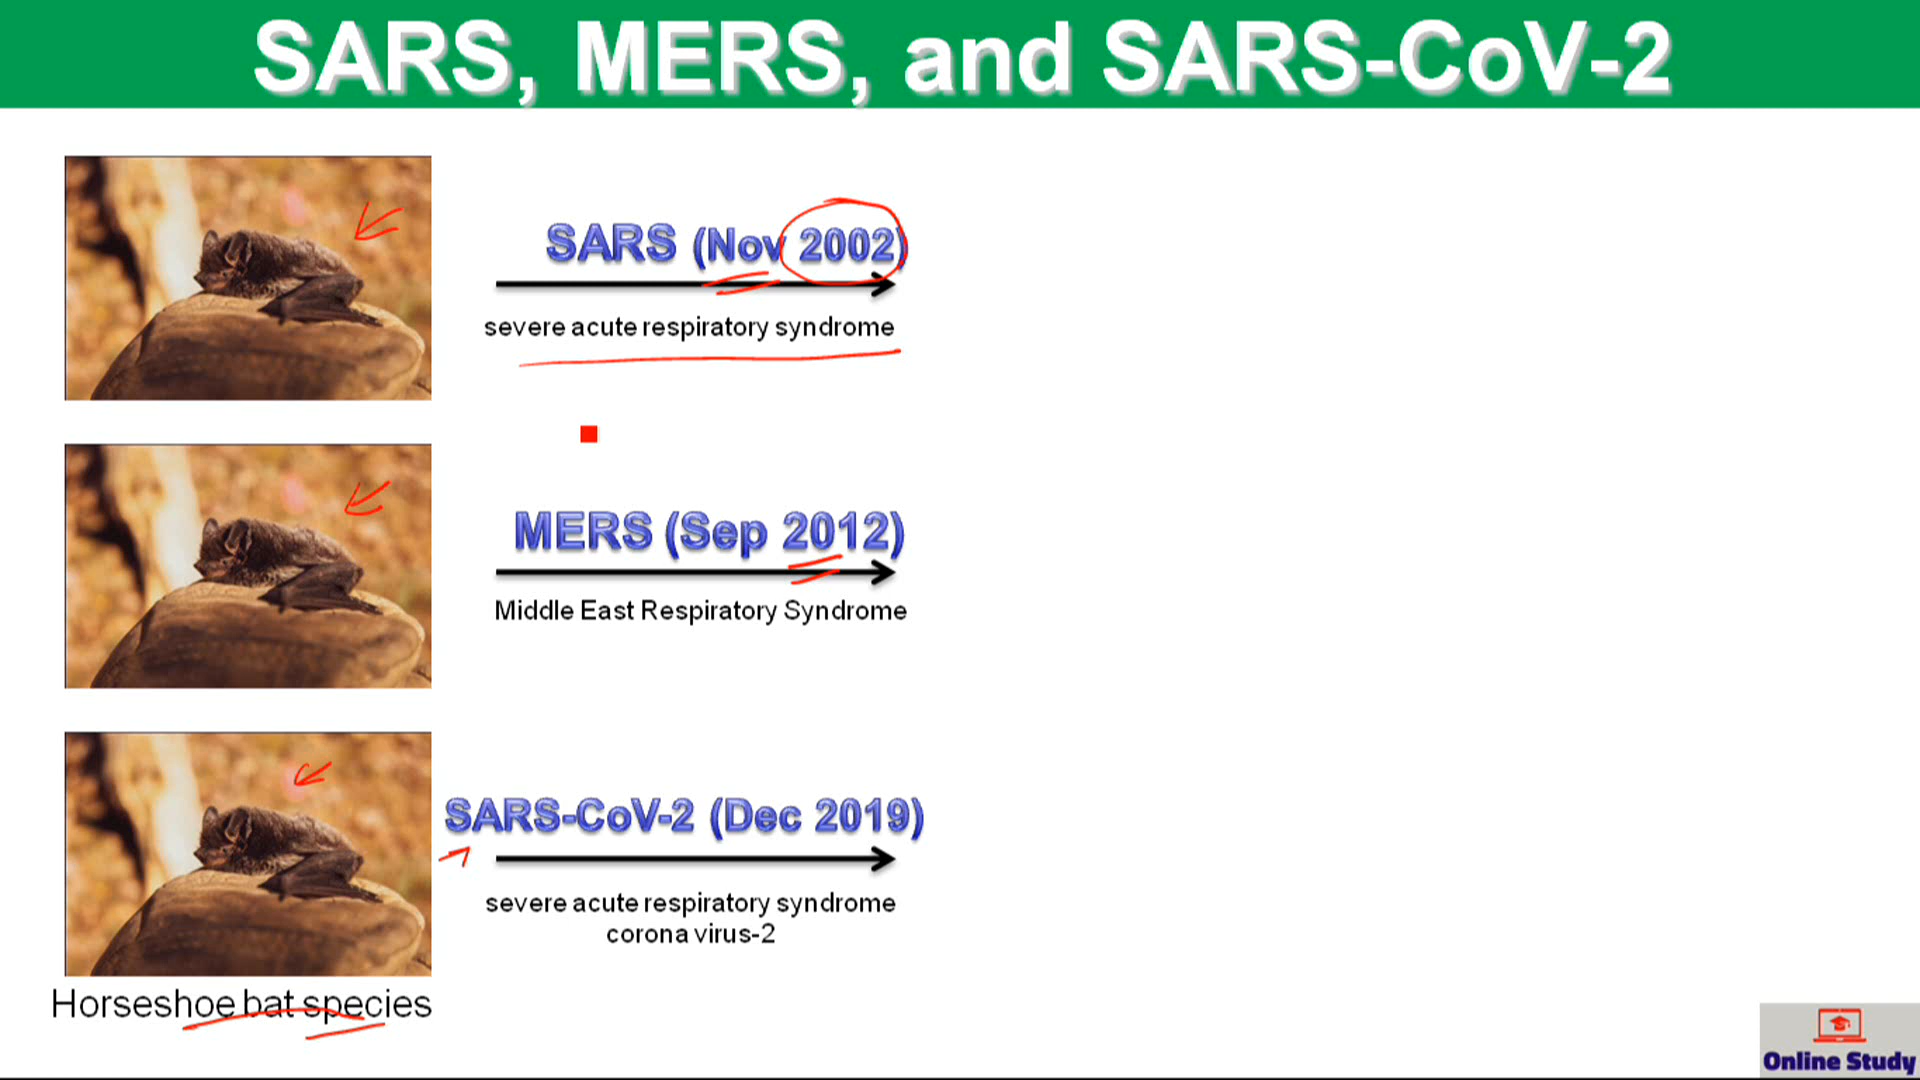 SARS, MERS, and SARS-CoV-2
SARS (Nov 2002)
severe acute respiratory syndrome
MERS (Sep 2012)
Middle East Respiratory Syndrome
SARS-CoV-2 (Dec 2019)
severe acute respiratory syndrome
corona virus-2
Horseshoe bat species
Online Study